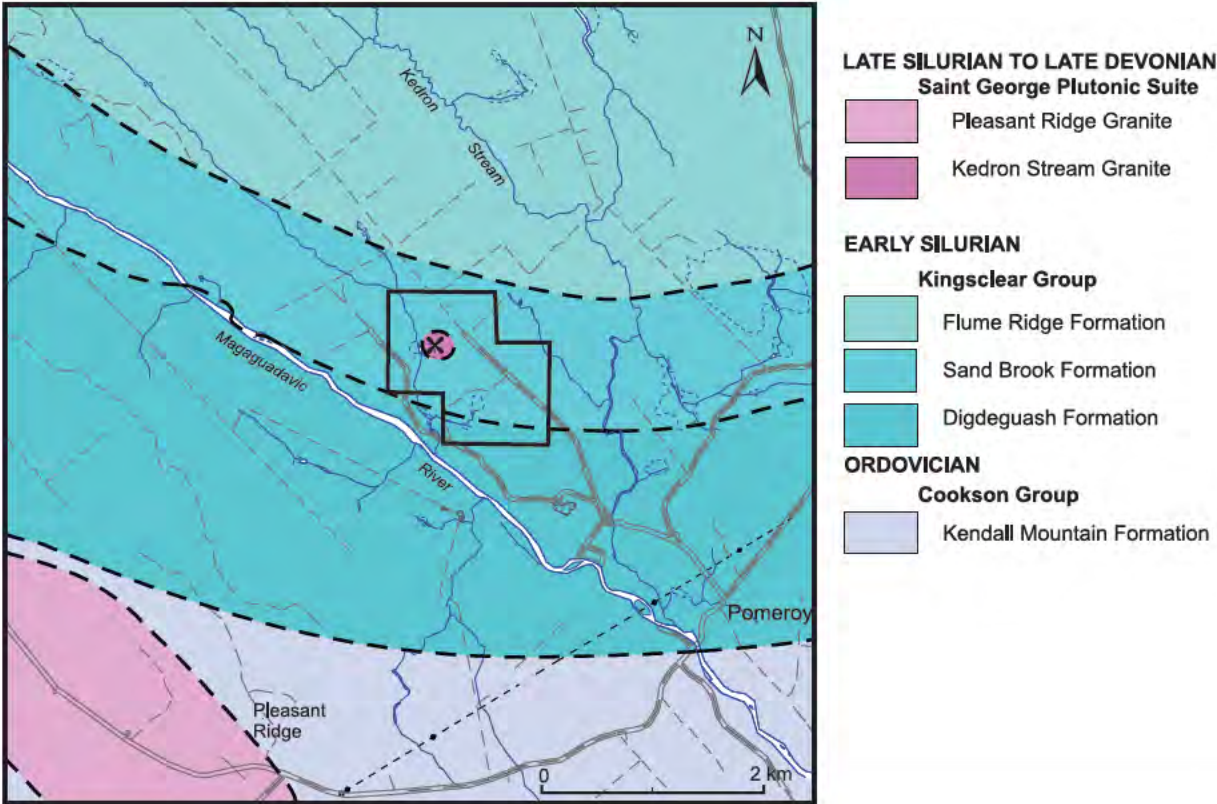 Kedron
Stream
N
Magaguadavic
River
Pomeroy
Pleasant
Ridge
0 2 km
LATE SILURIAN TO LATE DEVONIAN
Saint George Plutonic Suite
Pleasant Ridge Granite
Kedron Stream Granite
EARLY SILURIAN
Kingsclear Group
Flume Ridge Formation
Sand Brook Formation
Digdeguash Formation
ORDOVICIAN
Cookson Group
Kendall Mountain Formation